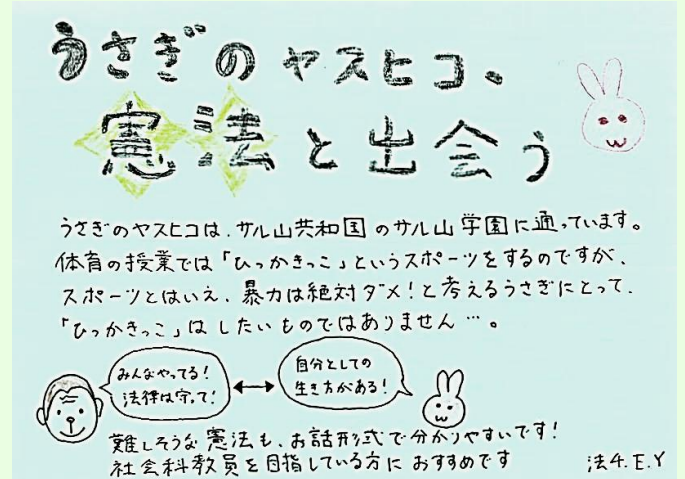 うさぎのヤスヒコ、
憲法と出会う
うさぎのヤスヒコは、サル山共和国のサル山学園に通っています。
体育の授業では「ひっかきっこ」というスポーツをするのですが、
スポーツとはいえ、暴力は絶対ダメ!と考えるうさぎにとって、
「ひっかきっこ」はしたいものではありません…。
みんなやってる!
法律は守って!
自分としての
生き方がある!
難しそうな憲法も、お話形式で分かりやすいです!
社会科教員を目指している方におすすめです
法4.E.Y